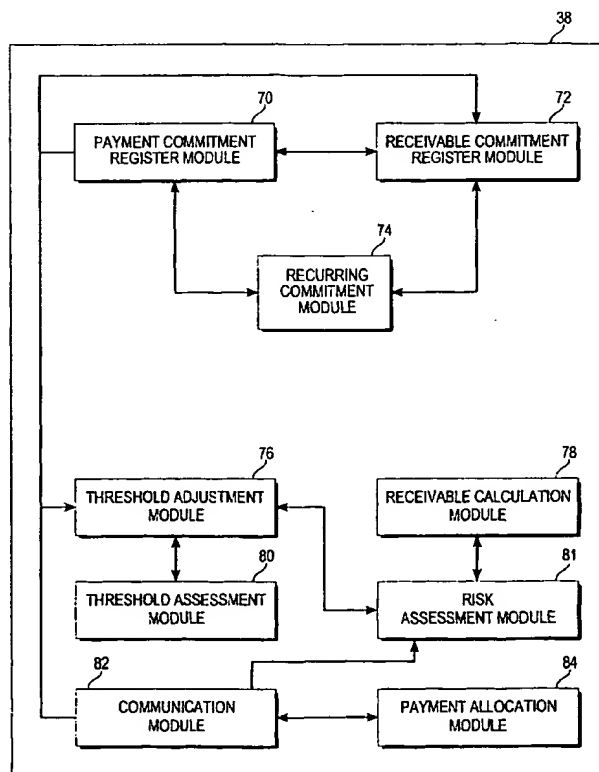 38
70
PAYMENT COMMITMENT
REGISTER MODULE
72
RECEIVABLE COMMITMENT
REGISTER MODULE
74
RECURRING
COMMITMENT
MODULE
76
THRESHOLD ADJUSTMENT
MODULE
78
RECEIVABLE CALCULATION
MODULE
80
THRESHOLD ASSESSMENT
MODULE
81
RISK
ASSESSMENT MODULE
82
COMMUNICATION
MODULE
84
PAYMENT ALLOCATION
MODULE